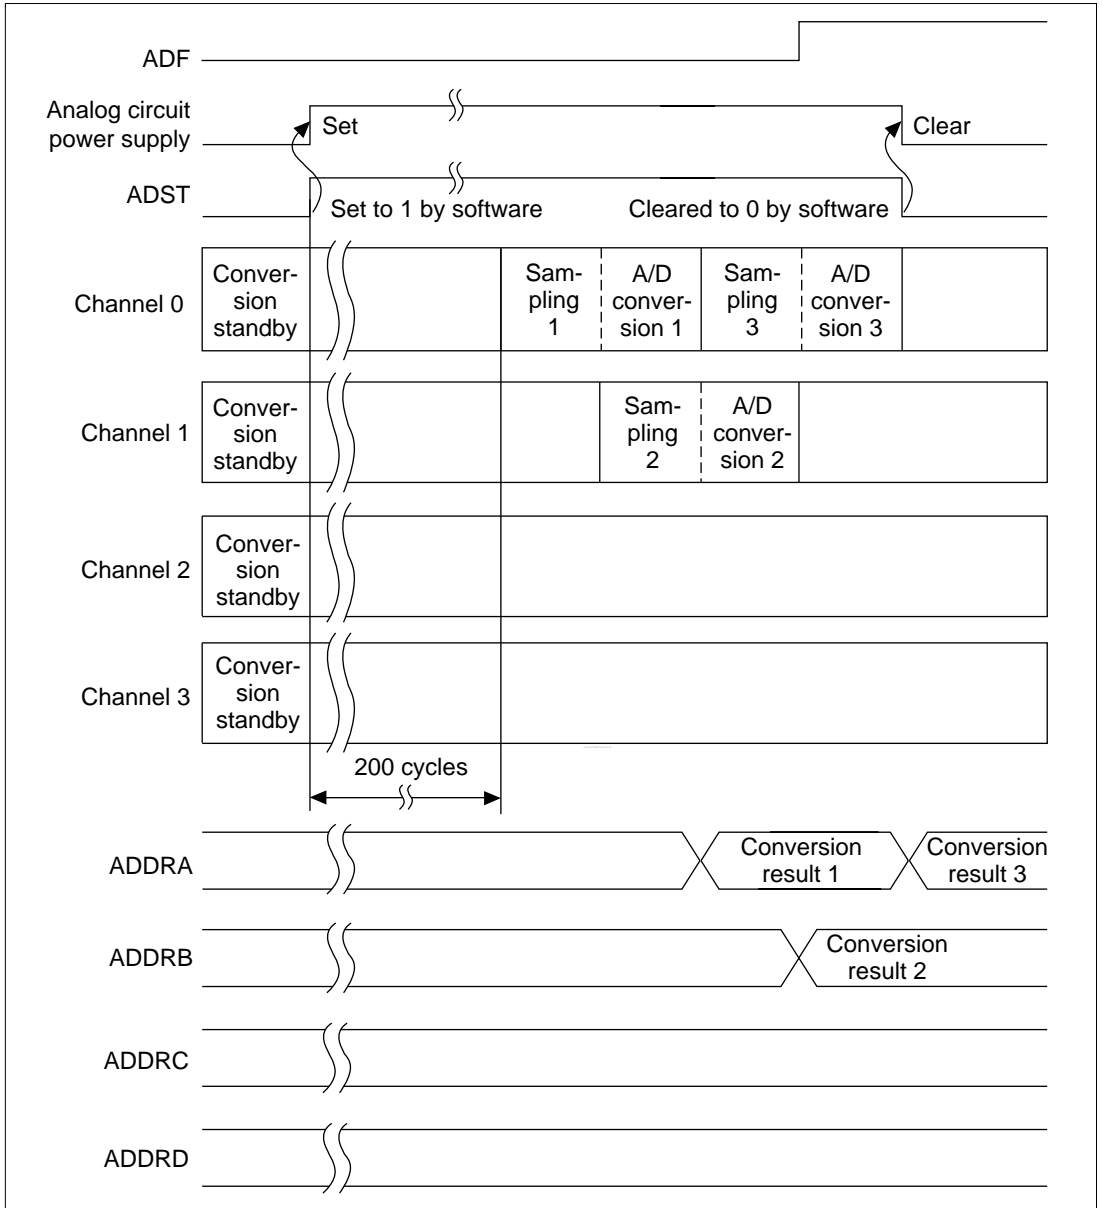 ADF
Analog circuit
power supply
Set
Clear
ADST
Set to 1 by software
Cleared to 0 by software
Channel 0
Conver-
sion
standby
Sam-
pling
1
A/D
conver-
sion 1
Sam-
pling
3
A/D
conver-
sion 3
Channel 1
Conver-
sion
standby
Sam-
pling
2
A/D
conver-
sion 2
Channel 2
Conver-
sion
standby
Channel 3
Conver-
sion
standby
200 cycles
ADDRA
Conversion
result 1
Conversion
result 3
ADDRB
Conversion
result 2
ADDRC
ADDRD